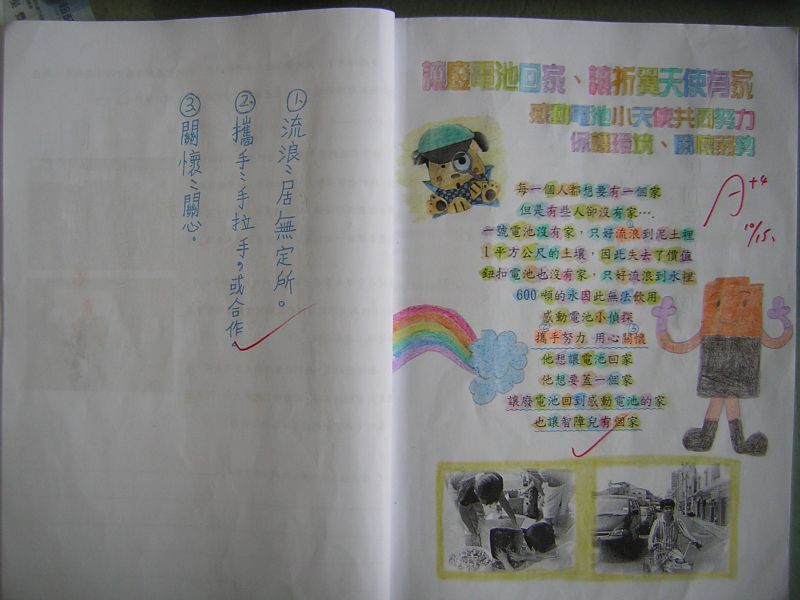 ①流浪：居無定所。
②攜手：手拉手，或合作。
③關懷：關心。
讓廢電池回家、讓折翼天使有家
感動電池小天使共同努力
保護環境、關懷弱勢
每一個人都想要有一個家
但是有些人卻沒有家…
一號電池沒有家，只好流浪到泥土裡
1平方公尺的土壤，因此失去了價值
鈕扣電池也沒有家，只好流浪到水裡
600噸的水因此無法飲用
感動電池小偵探
攜手努力 用心關懷
他想讓電池回家
他想要蓋一個家
讓廢電池回到感動電池的家
也讓智障兒有個家
A+4
10/15